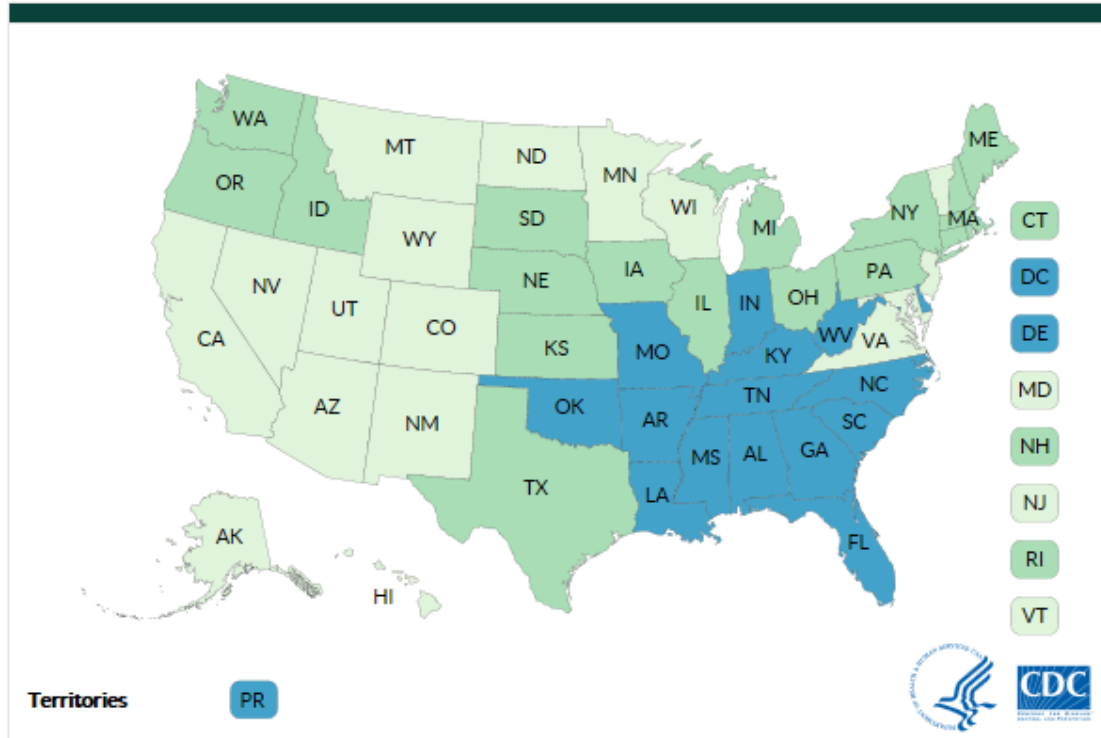 WA
MT
ND
MN
ME
OR
ID
SD
WI
MI
NY
MA
CT
WY
IA
PA
NE
IL
IN
OH
DC
NV
UT
CO
CA
KS
MO
KY
WV
VA
DE
AZ
NM
OK
AR
TN
NC
SC
MD
TX
MS
AL
GA
NH
LA
FL
NJ
AK
HI
RI
VT
Territories PR
CDC